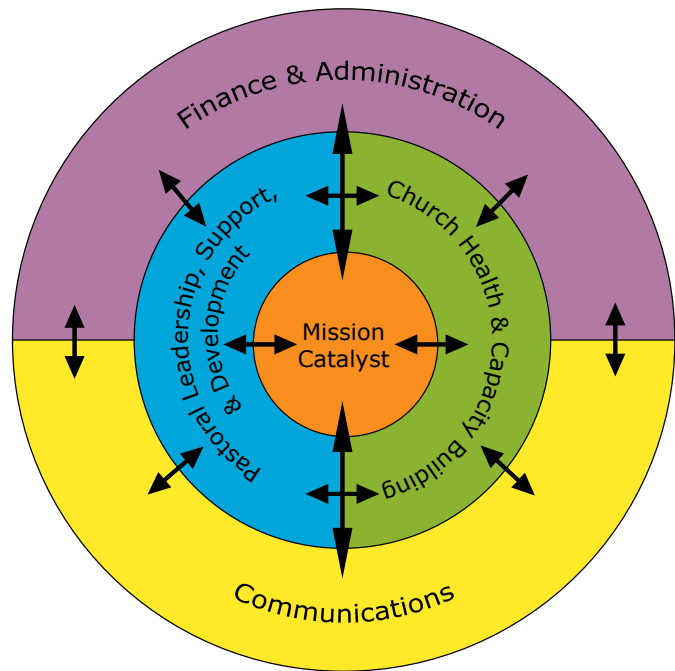 Finance & Administration
Pastoral Leadership, Support,
& Development
Mission
Catalyst
Church Health & Capacity Building
Communications